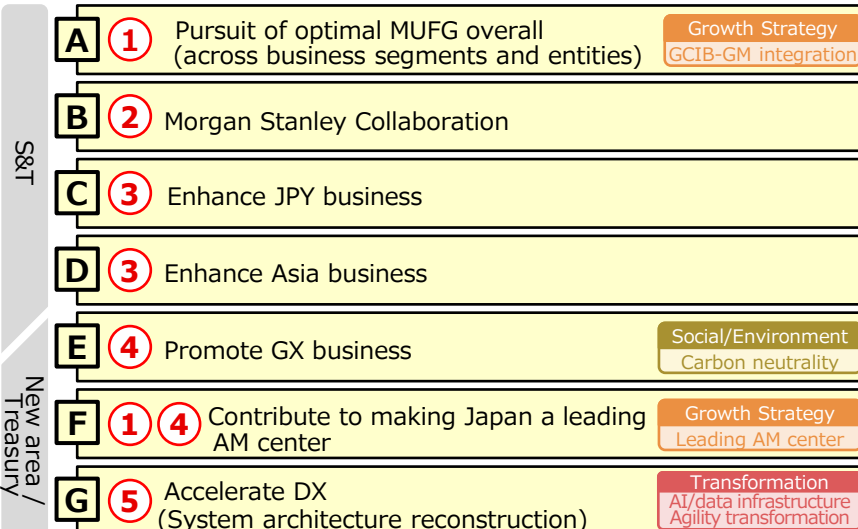 S&T
A 1 Pursuit of optimal MUFG overall
(across business segments and entities)
Growth Strategy
GCIB-GM integration
B 2 Morgan Stanley Collaboration
C 3 Enhance JPY business
D 3 Enhance Asia business
New area /
Treasury
E 4 Promote GX business
Social/Environment
Carbon neutrality
F 1 4 Contribute to making Japan a leading
AM center
Growth Strategy
Leading AM center
G 5 Accelerate DX
(System architecture reconstruction)
Transformation
AI/data infrastructure
Agility transformation